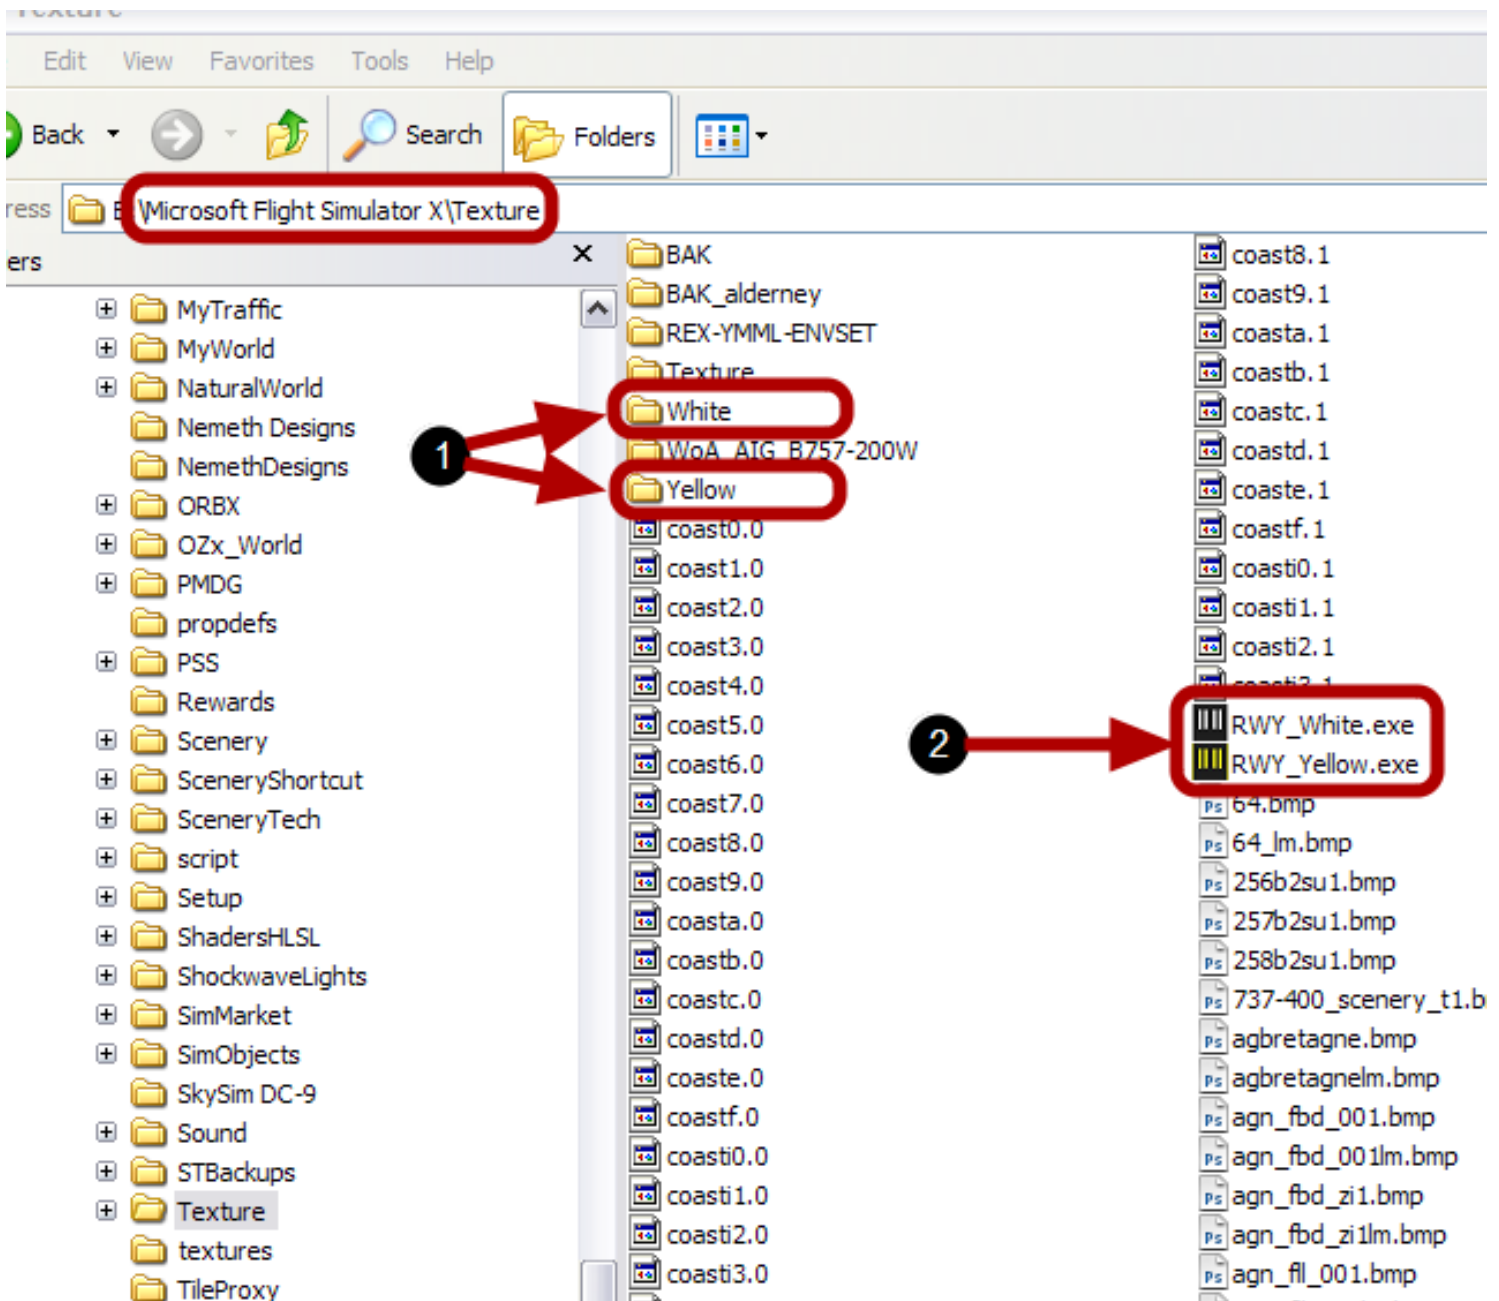 Texture
Edit View Favorites Tools Help
Back Search Folders
ress \Microsoft Flight Simulator X\Texture
ers
MyTraffic
MyWorld
NaturalWorld
Nemeth Designs
NemethDesigns
ORBX
OZx_World
PMDG
propdefs
PSS
Rewards
Scenery
SceneryShortcut
SceneryTech
script
Setup
ShadersHLSL
ShockwaveLights
SimMarket
SimObjects
SkySim DC-9
Sound
STBackups
Texture
textures
TileProxy
1
BAK
BAK_alderney
REX-YMML-ENVSET
Texture
White
WoA_AIG_B757-200W
Yellow
coast0.0
coast1.0
coast2.0
coast3.0
coast4.0
coast5.0
coast6.0
coast7.0
coast8.0
coast9.0
coasta.0
coastb.0
coastc.0
coastd.0
coaste.0
coastf.0
coasti0.0
coasti1.0
coasti2.0
coasti3.0
2
coast8.1
coast9.1
coasta.1
coastb.1
coastc.1
coastd.1
coaste.1
coastf.1
coasti0.1
coasti1.1
coasti2.1
coasti3.1
RWY_White.exe
RWY_Yellow.exe
64.bmp
64_lm.bmp
256b2su1.bmp
257b2su1.bmp
258b2su1.bmp
737-400_scenery_t1.b
agbretagne.bmp
agbretagnelm.bmp
agn_fbd_001.bmp
agn_fbd_001lm.bmp
agn_fbd_zi1.bmp
agn_fbd_zi1lm.bmp
agn_fll_001.bmp